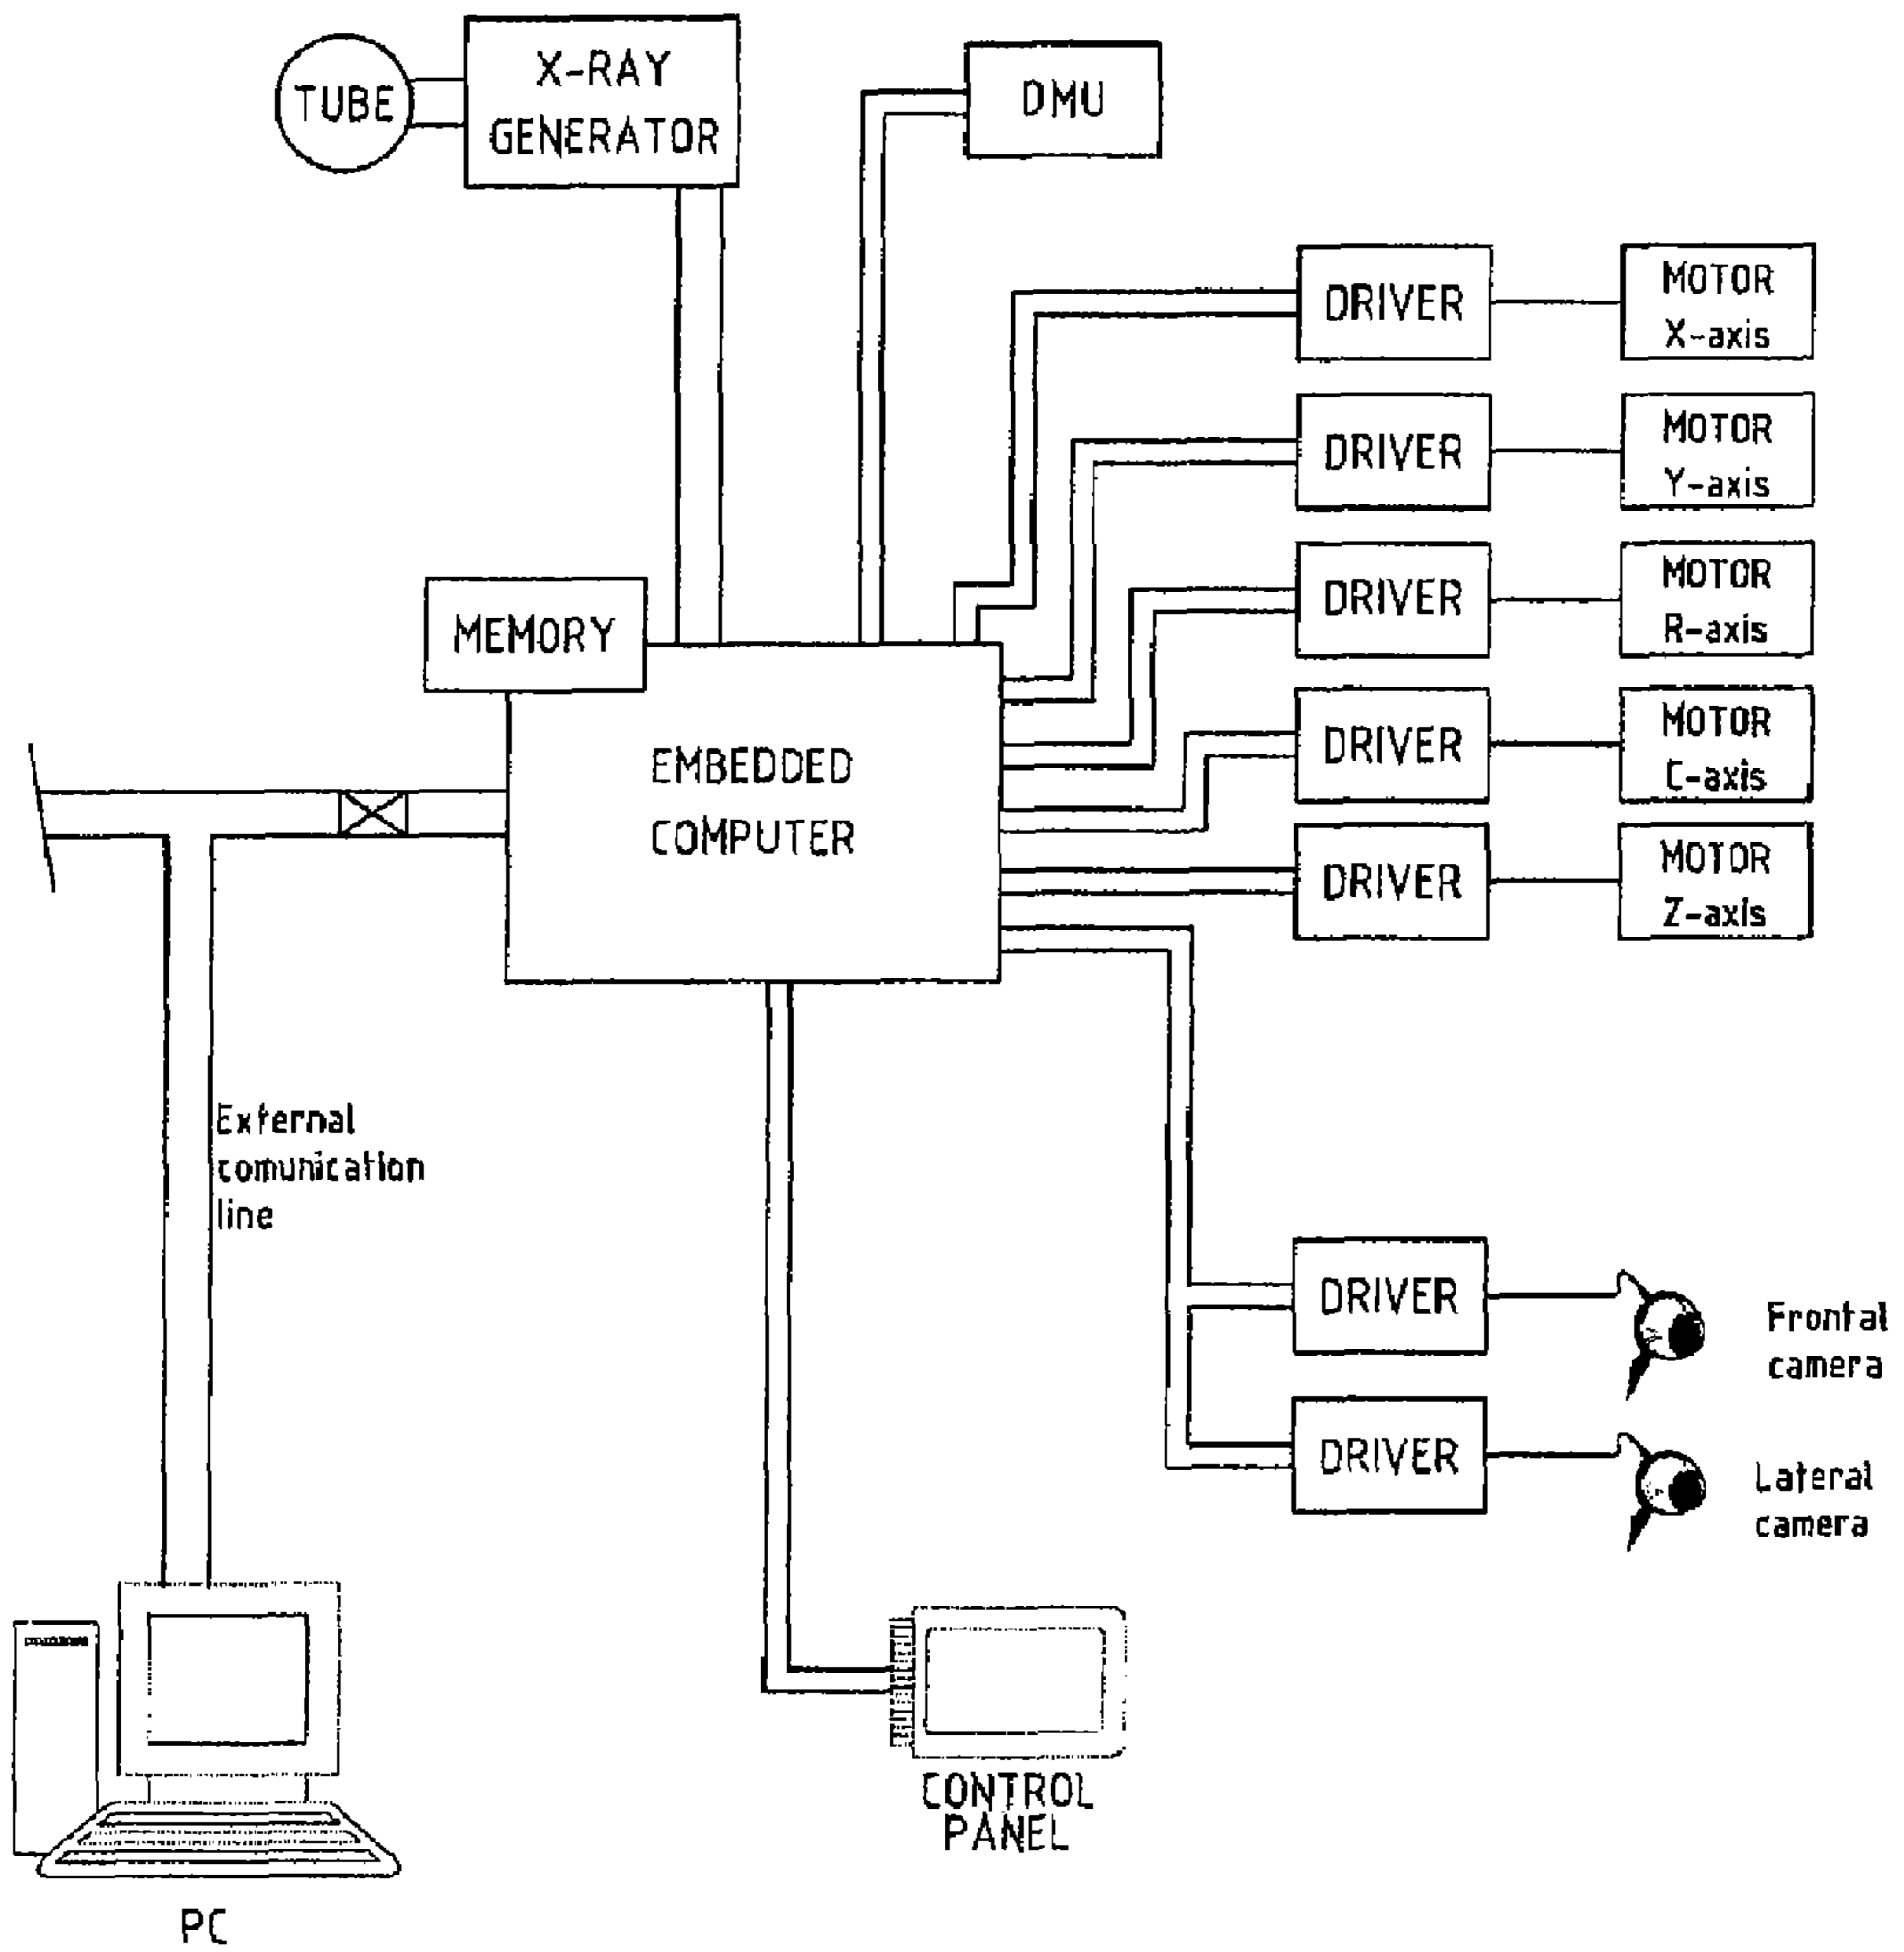 TUBE
X-RAY
GENERATOR
DMU
DRIVER
MOTOR
X-axis
DRIVER
MOTOR
Y-axis
DRIVER
MOTOR
R-axis
MEMORY
EMBEDDED
COMPUTER
DRIVER
MOTOR
C-axis
DRIVER
MOTOR
Z-axis
External
comunication
line
DRIVER
Frontal
camera
DRIVER
Lateral
camera
CONTROL
PANEL
PC